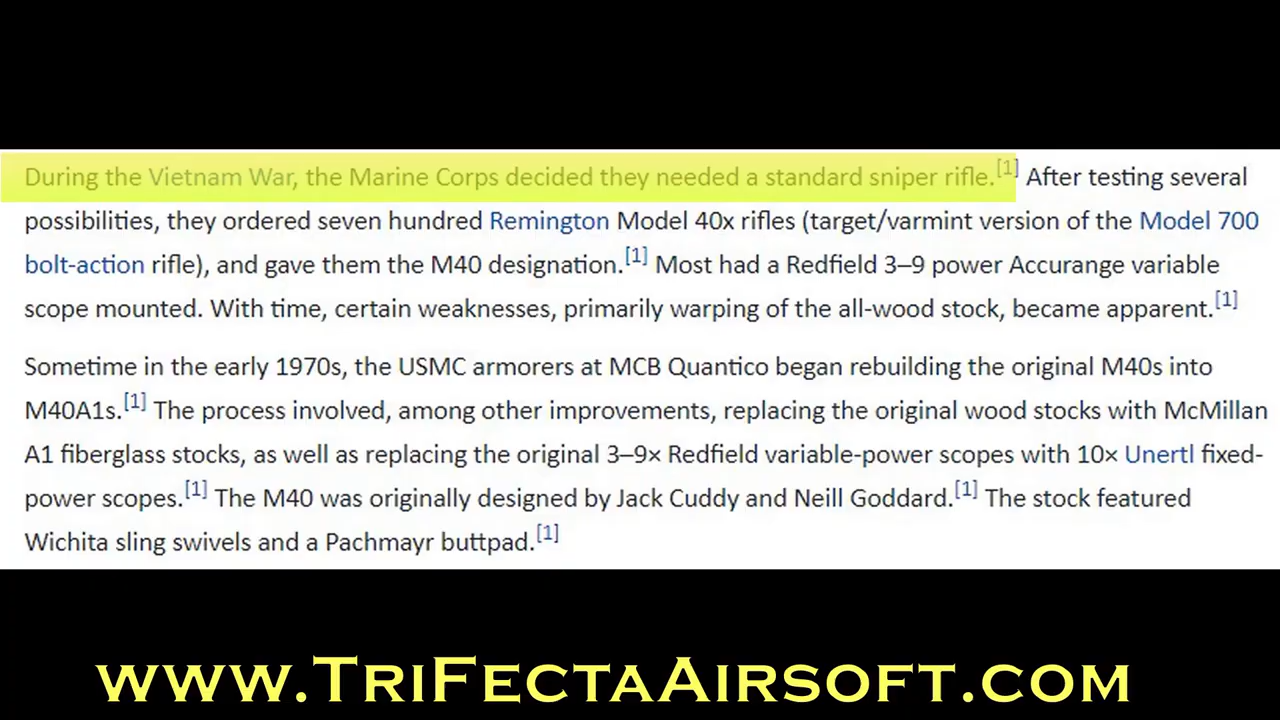 During the Vietnam War, the Marine Corps decided they needed a standard sniper rifle.[1] After testing several
possibilities, they ordered seven hundred Remington Model 40x rifles (target/varmint version of the Model 700
bolt-action rifle), and gave them the M40 designation.[1] Most had a Redfield 3–9 power Accurange variable
scope mounted. With time, certain weaknesses, primarily warping of the all-wood stock, became apparent.[1]
Sometime in the early 1970s, the USMC armorers at MCB Quantico began rebuilding the original M40s into
M40A1s.[1] The process involved, among other improvements, replacing the original wood stocks with McMillan
A1 fiberglass stocks, as well as replacing the original 3–9× Redfield variable-power scopes with 10× Unertl fixed-
power scopes.[1] The M40 was originally designed by Jack Cuddy and Neill Goddard.[1] The stock featured
Wichita sling swivels and a Pachmayr buttpad.[1]
www.TriFectaAirsoft.com